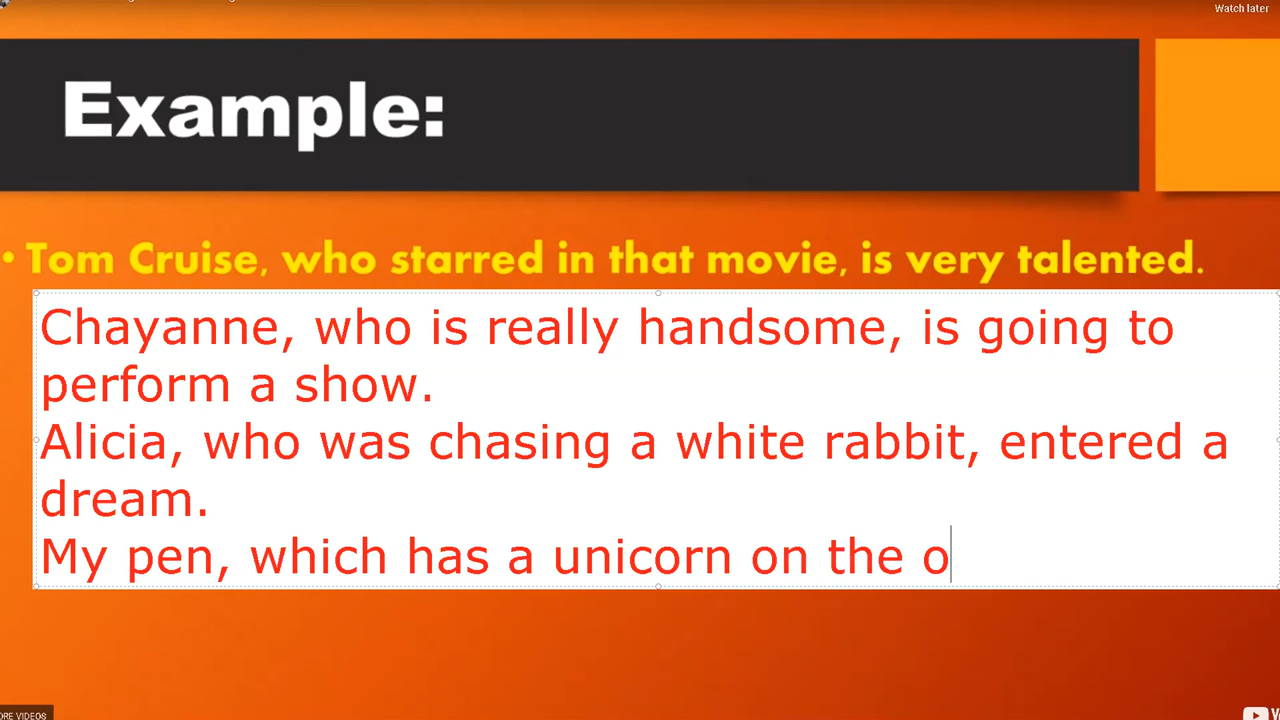 Watch later
Example:
• Tom Cruise, who starred in that movie, is very talented.
Chayanne, who is really handsome, is going to
perform a show.
Alicia, who was chasing a white rabbit, entered a
dream.
My pen, which has a unicorn on the o
VIDEOS